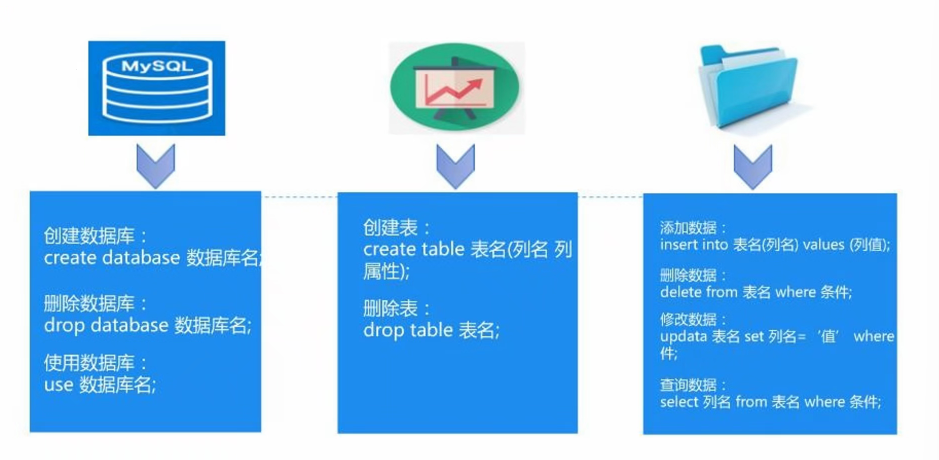 MySQL
创建数据库：
create database 数据库名;
删除数据库：
drop database 数据库名;
使用数据库：
use 数据库名;
创建表：
create table 表名(列名 列
属性);
删除表：
drop table 表名;
添加数据：
insert into 表名(列名) values (列值);
删除数据：
delete from 表名 where 条件;
修改数据：
updata 表名 set 列名=‘值’ where
件;
查询数据：
select 列名 from 表名 where 条件;